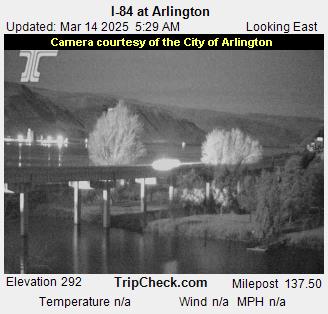 I-84 at Arlington
Updated: Mar 14 2025 5:29 AM Looking East
Camera courtesy of the City of Arlington
Elevation 292 TripCheck.com Milepost 137.50
Temperature n/a Wind n/a MPH n/a